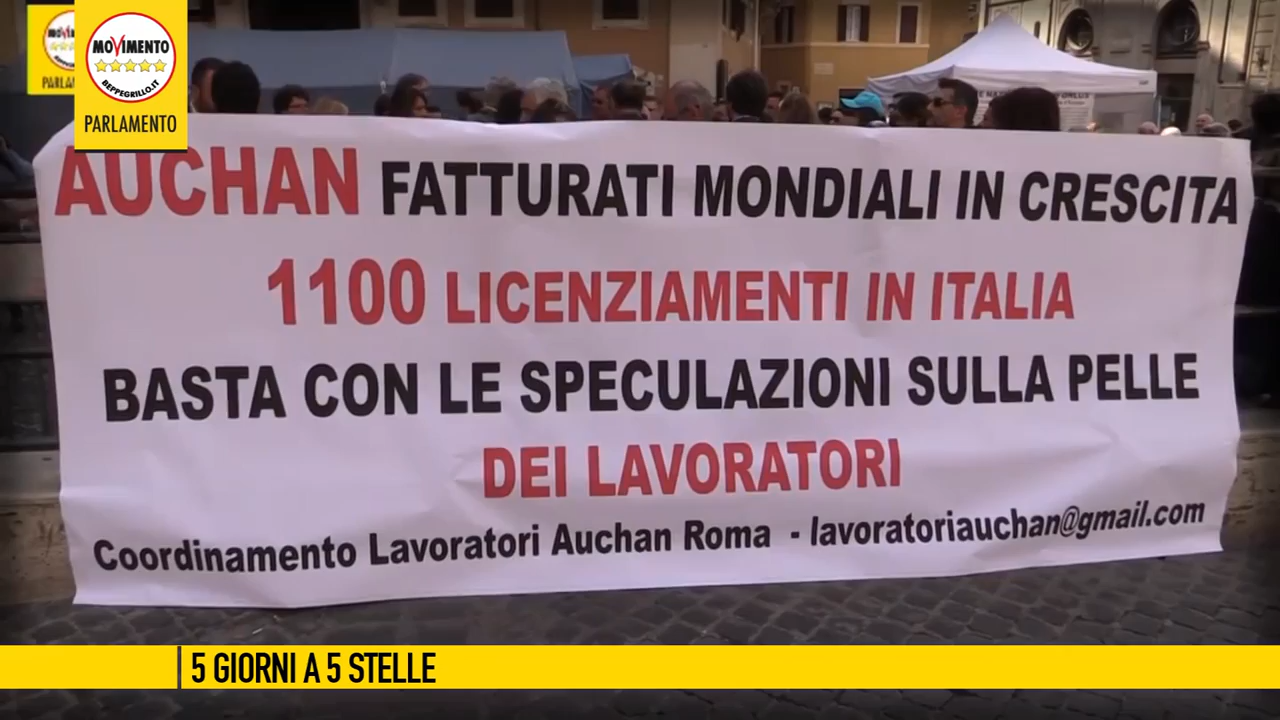 MOVIMENTO
BEPPEGRILLO.IT
PARLAMENTO
AUCHAN FATTURATI MONDIALI IN CRESCITA
1100 LICENZIAMENTI IN ITALIA
BASTA CON LE SPECULAZIONI SULLA PELLE
DEI LAVORATORI
Coordinamento Lavoratori Auchan Roma - lavoratoriauchan@gmail.com
5 GIORNI A 5 STELLE